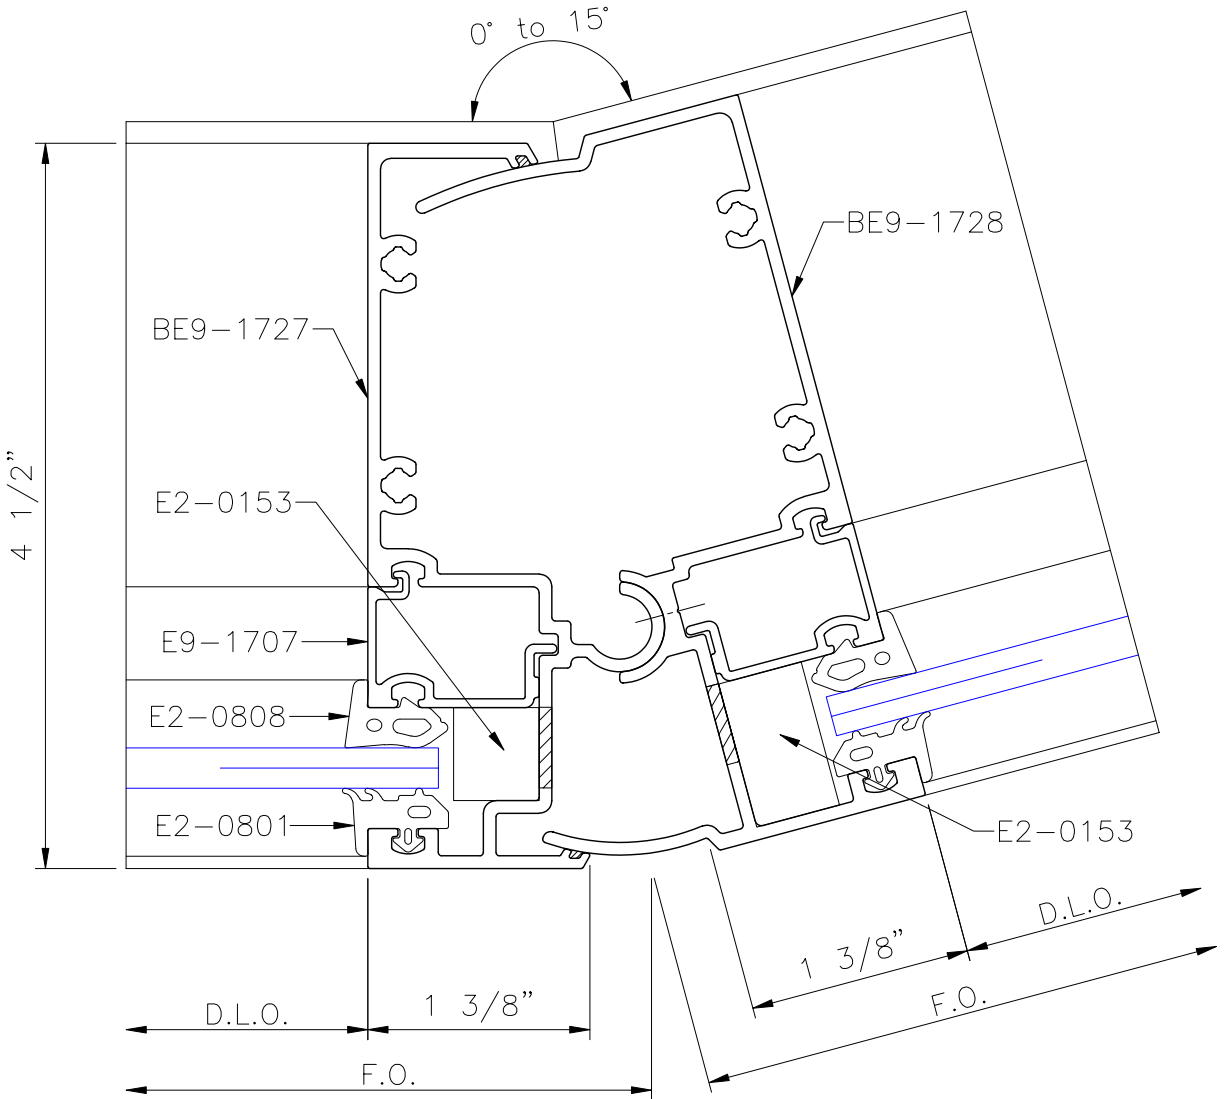 0° to 15°
BE9-1728
BE9-1727
4 1/2”
E2-0153
E9-1707
E2-0808
E2-0801
E2-0153
D.L.O.
1 3/8”
F.O.
D.L.O.
1 3/8”
F.O.